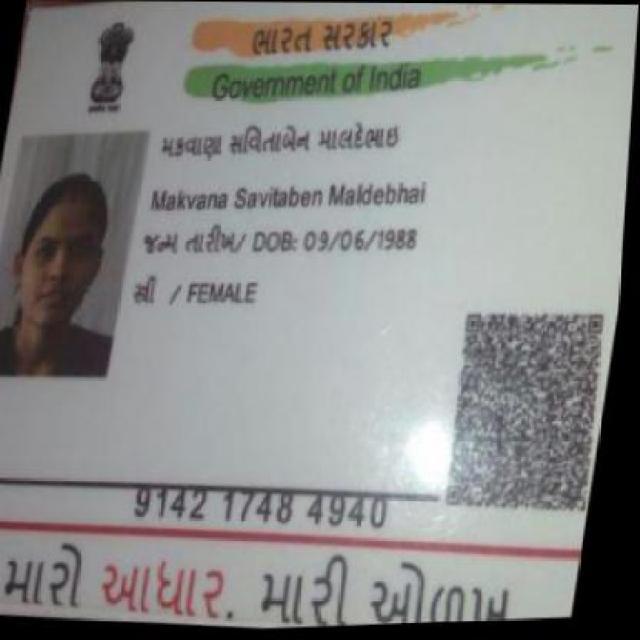 ભારત સરકાર
Government of India
મકવાણા સવિતાબેન માલદેભાઇ
Makvana Savitaben Maldebhai
જન્મ તારીખ/ DOB: 09/06/1988
સ્ત્રી / FEMALE
9142 1748 4940
મારો આધાર, મારી ઓળખ